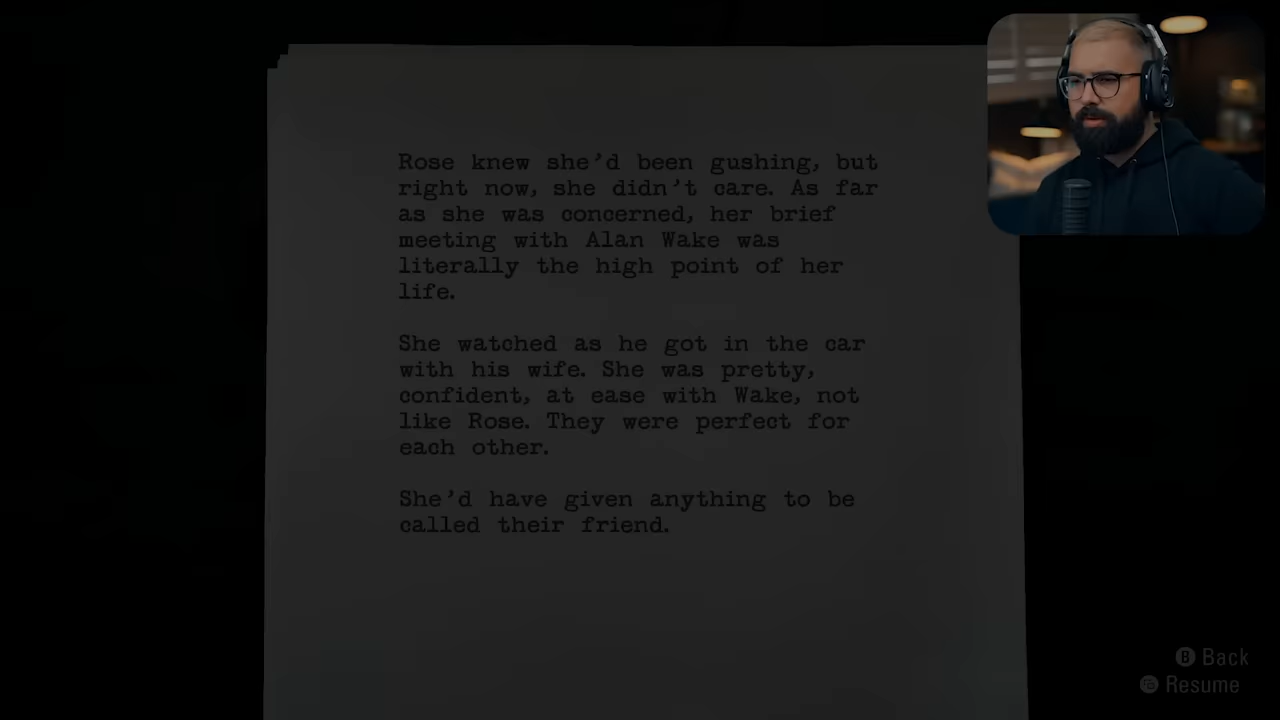 Rose knew she’d been gushing, but
right now, she didn’t care. As far
as she was concerned, her brief
meeting with Alan Wake was
literally the high point of her
life.
She watched as he got in the car
with his wife. She was pretty,
confident, at ease with Wake, not
like Rose. They were perfect for
each other.
She’d have given anything to be
called their friend.
B Back
Resume